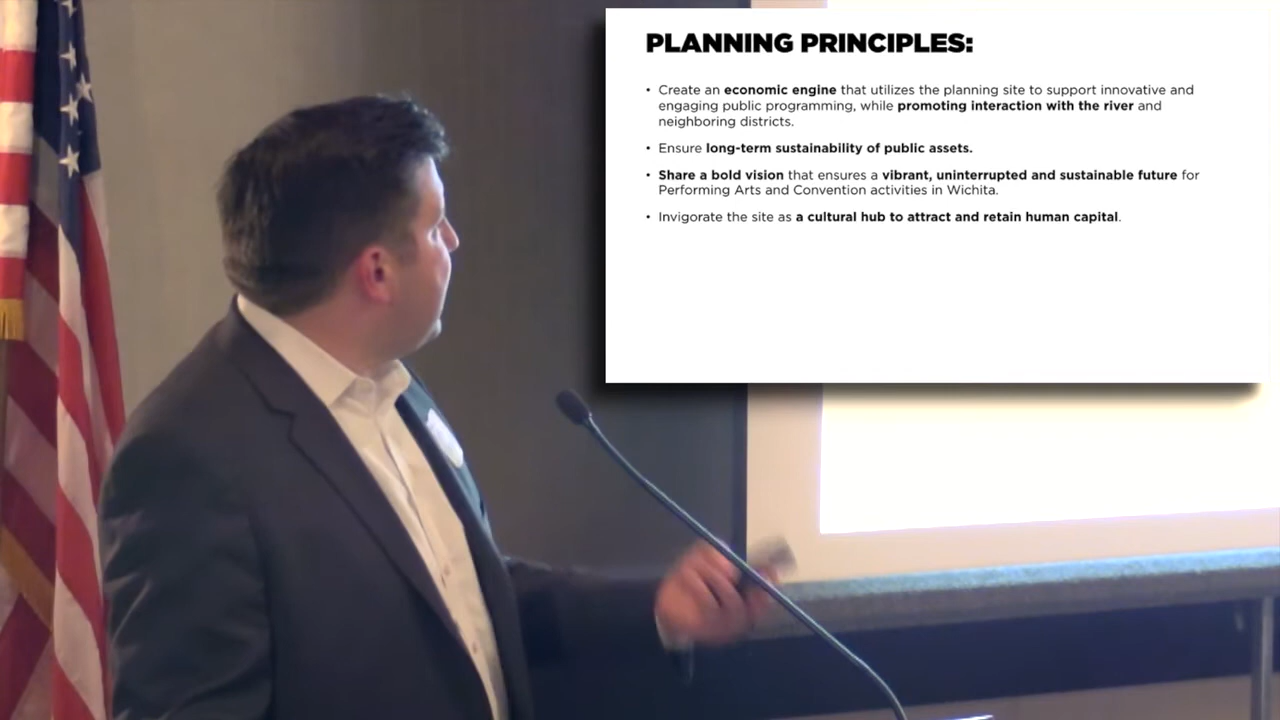 PLANNING PRINCIPLES:
• Create an economic engine that utilizes the planning site to support innovative and
engaging public programming, while promoting interaction with the river and
neighboring districts.
• Ensure long-term sustainability of public assets.
• Share a bold vision that ensures a vibrant, uninterrupted and sustainable future for
Performing Arts and Convention activities in Wichita.
• Invigorate the site as a cultural hub to attract and retain human capital.